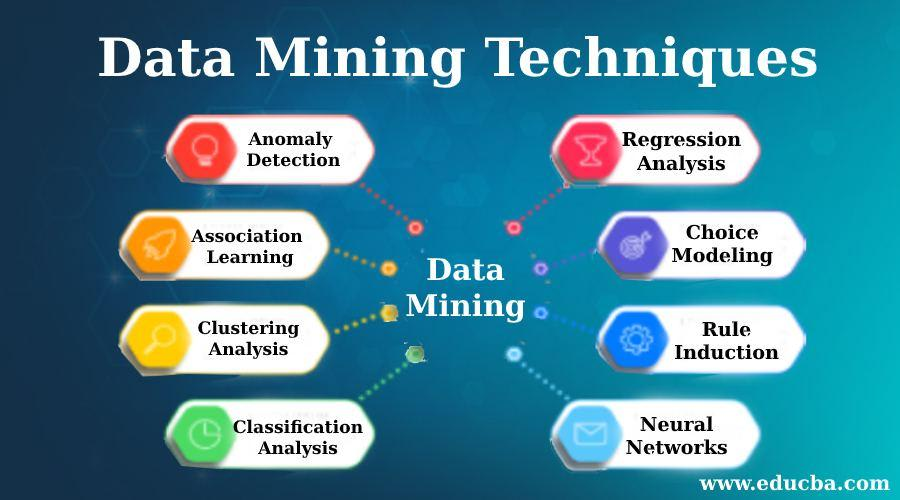 Data Mining Techniques
Anomaly
Detection
Association
Learning
Clustering
Analysis
Classification
Analysis
Data
Mining
Regression
Analysis
Choice
Modeling
Rule
Induction
Neural
Networks
www.educba.com